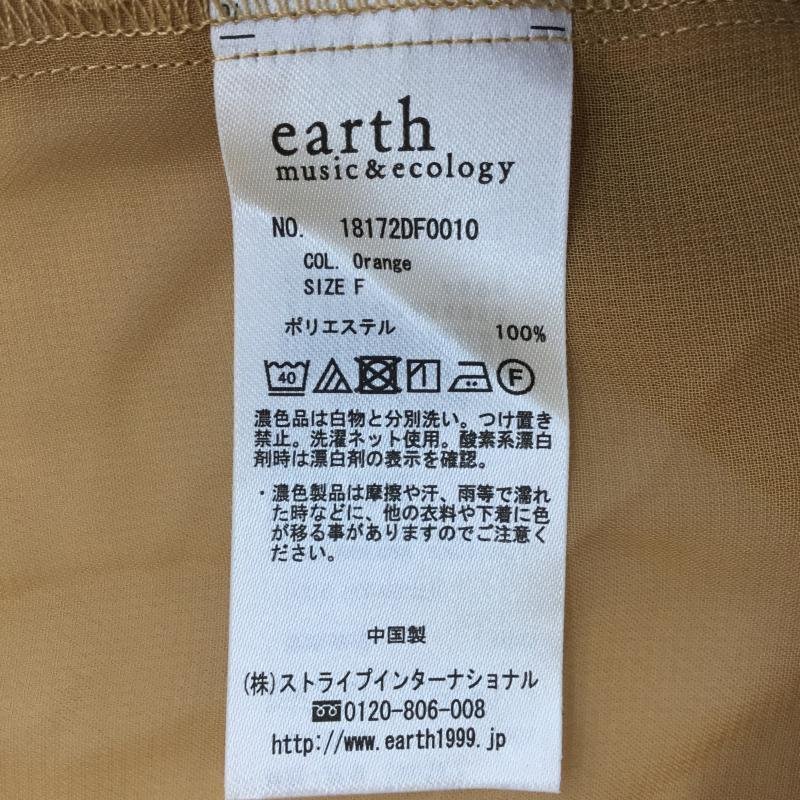 earth
music&ecology
NO. 18172DF0010
COL. Orange
SIZE F
ポリエステル 100%
40 F
濃色品は白物と分別洗い。つけ置き
禁止。洗濯ネット使用。酸素系漂白
剤時は漂白剤の表示を確認。
・濃色製品は摩擦や汗、雨等で濡れ
た時などに、他の衣料や下着に色
が移る事がありますのでご注意く
ださい。
中国製
(株)ストライプインターナショナル
0120-806-008
http://www.earth1999.jp